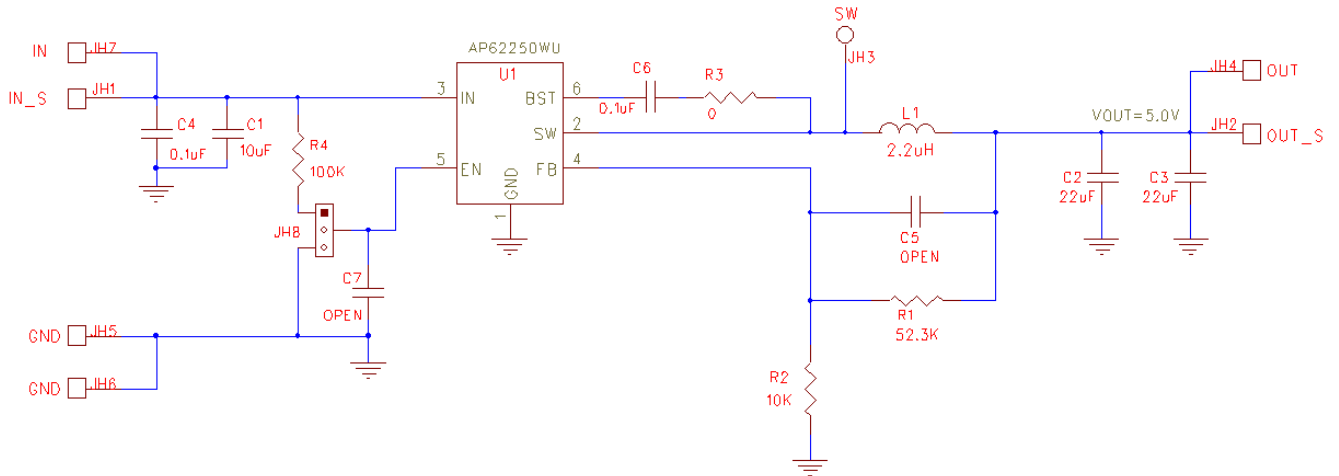 SW
IN
JH7
AP62250WU
JH3
JH4
OUT
IN_S
JH1
U1
C6
R3
3
IN
BST
6
0.1uF
0
L1
VOUT=5.0V
JH2
OUT_S
C4
0.1uF
C1
10uF
R4
100K
SW
2
2.2uH
5
EN
FB
4
C2
22uF
C3
22uF
GND
1
JH8
C5
OPEN
C7
OPEN
R1
52.3K
GND
JH5
GND
JH6
R2
10K